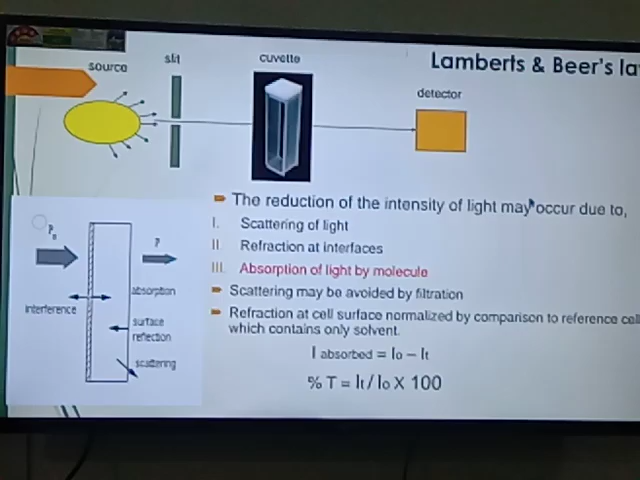 Lamberts & Beer's la
source
slit
cuvette
detector
The reduction of the intensity of light may occur due to,
I. Scattering of light
II. Refraction at interfaces
III. Absorption of light by molecule
Scattering may be avoided by filtration
Refraction at cell surface normalized by comparison to reference cell
which contains only solvent.
I absorbed = Io – It
% T = It / Io X 100
P₀
P
absorption
Interference
surface
reflection
scattering